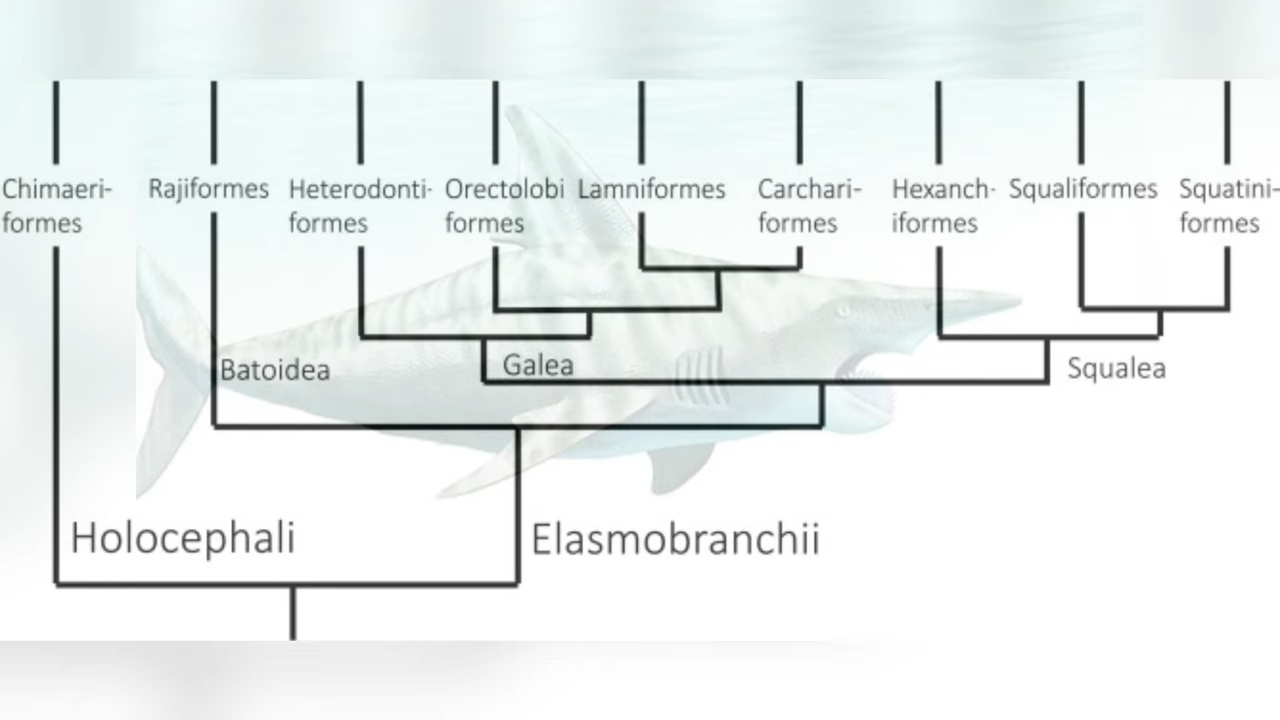 Chimaeri-
formes
Rajiformes
Heterodonti-
formes
Orectolobi
formes
Lamniformes
Carchari-
formes
Hexanch-
iformes
Squaliformes
Squatini-
formes
Batoidea
Galea
Squalea
Holocephali
Elasmobranchii